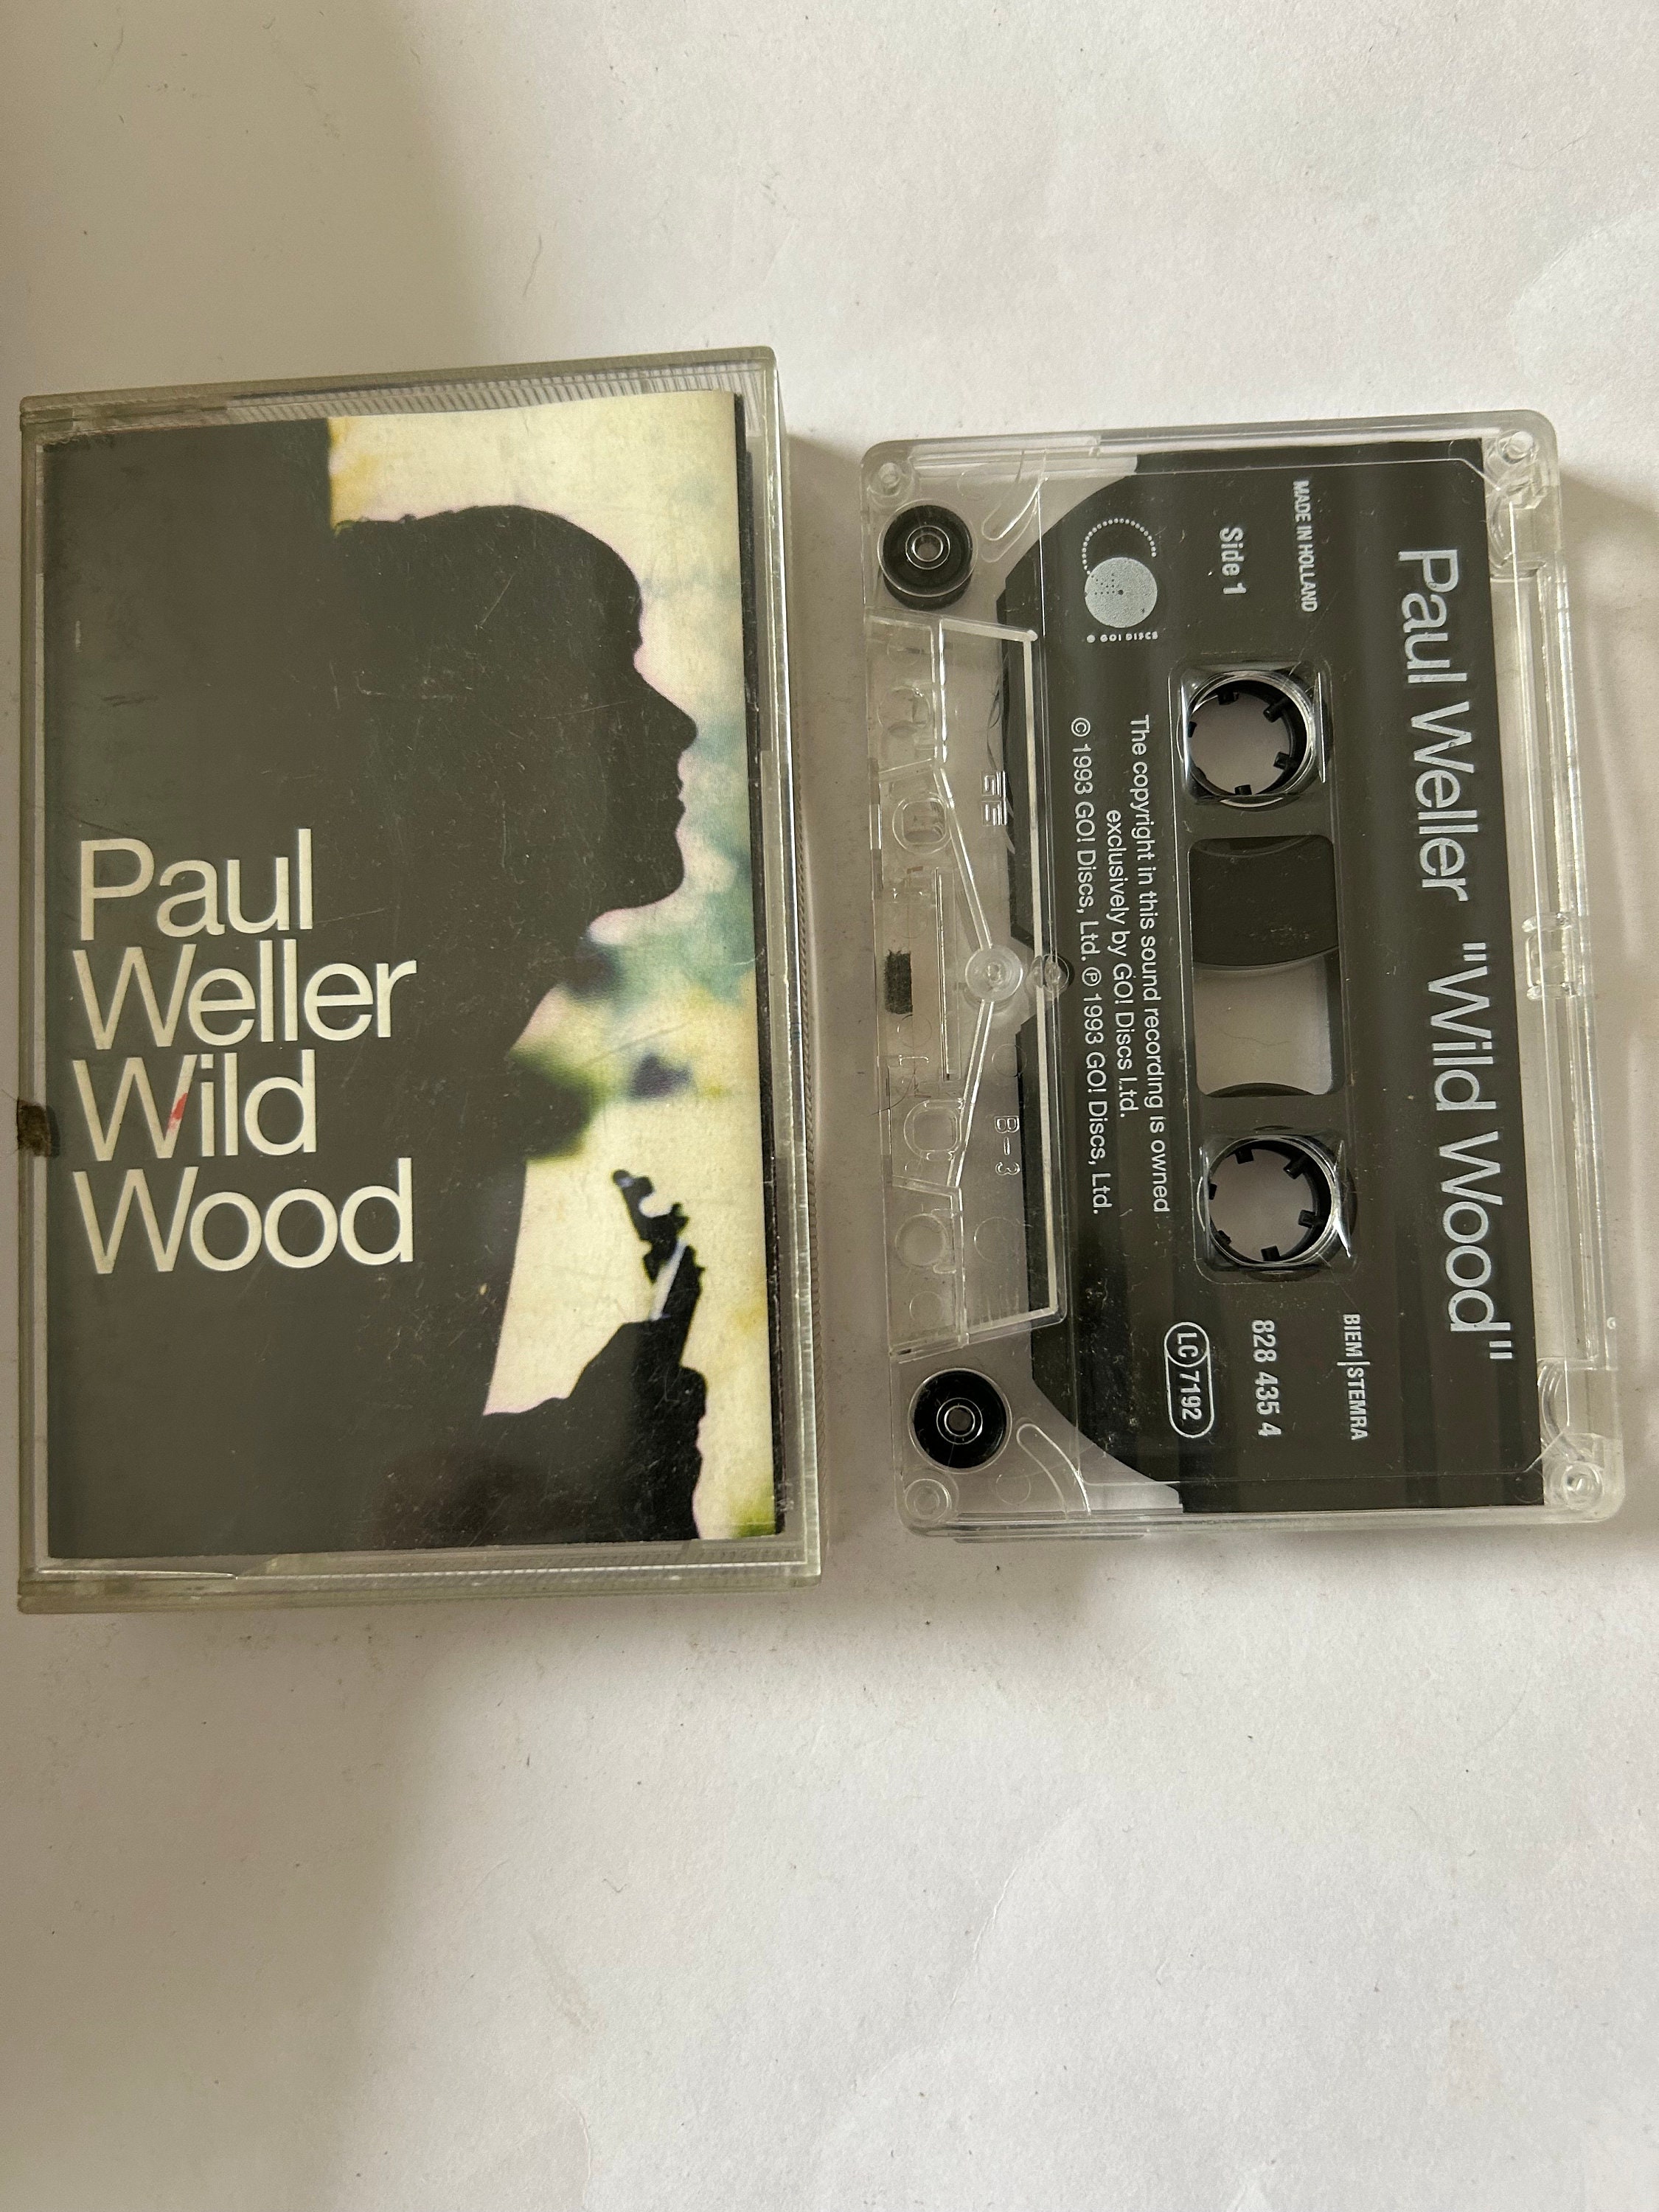 Paul
Weller
Wild
Wood
Paul Weller "Wild Wood"
MADE IN HOLLAND
BIEM|STEMRA
Side 1
828 435 4
LC 7192
GO! DISCS
The copyright in this sound recording is owned
exclusively by GO! Discs Ltd.
© 1993 GO! Discs, Ltd. ℗ 1993 GO! Discs, Ltd.
B-3